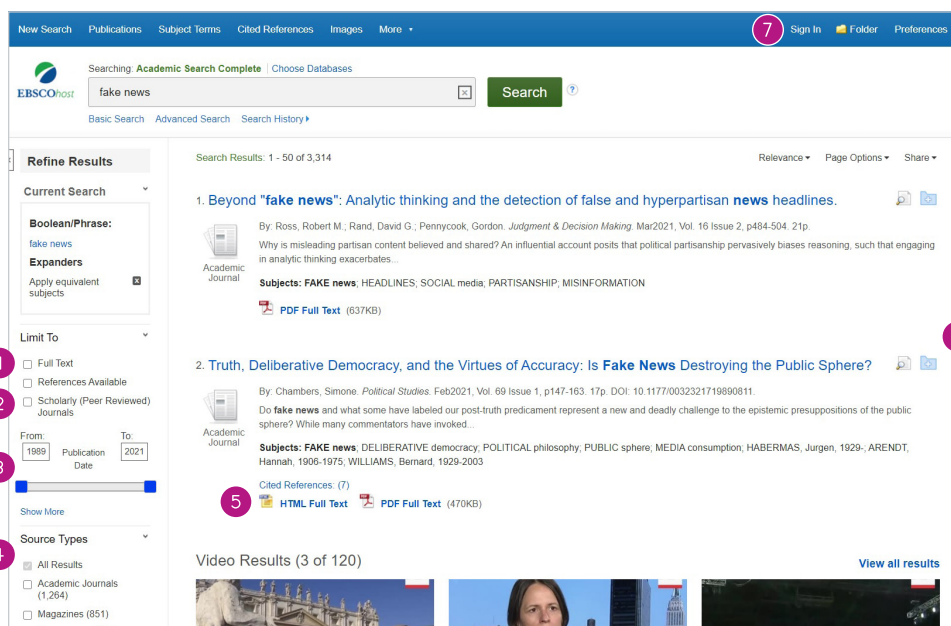 New Search Publications Subject Terms Cited References Images More
7 Sign In Folder Preferences
EBSCOhost
Searching: Academic Search Complete Choose Databases
fake news
Search ?
Basic Search Advanced Search Search History
Refine Results
Current Search
Boolean/Phrase:
fake news
Expanders
Apply equivalent
subjects
Limit To
1 Full Text
References Available
2 Scholarly (Peer Reviewed)
Journals
From: To:
1989 Publication 2021
Date
3
Show More
Source Types
4 All Results
Academic Journals
(1,264)
Magazines (851)
Search Results: 1 - 50 of 3,314
Relevance Page Options Share
1. Beyond "fake news": Analytic thinking and the detection of false and hyperpartisan news headlines.
By: Ross, Robert M.; Rand, David G.; Pennycook, Gordon. Judgment & Decision Making. Mar2021, Vol. 16 Issue 2, p484-504. 21p.
Why is misleading partisan content believed and shared? An influential account posits that political partisanship pervasively biases reasoning, such that engaging
in analytic thinking exacerbates...
Academic
Journal
Subjects: FAKE news; HEADLINES; SOCIAL media; PARTISANSHIP; MISINFORMATION
PDF Full Text (637KB)
2. Truth, Deliberative Democracy, and the Virtues of Accuracy: Is Fake News Destroying the Public Sphere?
By: Chambers, Simone. Political Studies. Feb2021, Vol. 69 Issue 1, p147-163. 17p. DOI: 10.1177/0032321719890811.
Do fake news and what some have labeled our post-truth predicament represent a new and deadly challenge to the epistemic presuppositions of the public
sphere? While many commentators have invoked...
Academic
Journal
Subjects: FAKE news; DELIBERATIVE democracy; POLITICAL philosophy; PUBLIC sphere; MEDIA consumption; HABERMAS, Jurgen, 1929-; ARENDT,
Hannah, 1906-1975; WILLIAMS, Bernard, 1929-2003
Cited References: (7)
5 HTML Full Text PDF Full Text (470KB)
Video Results (3 of 120)
View all results